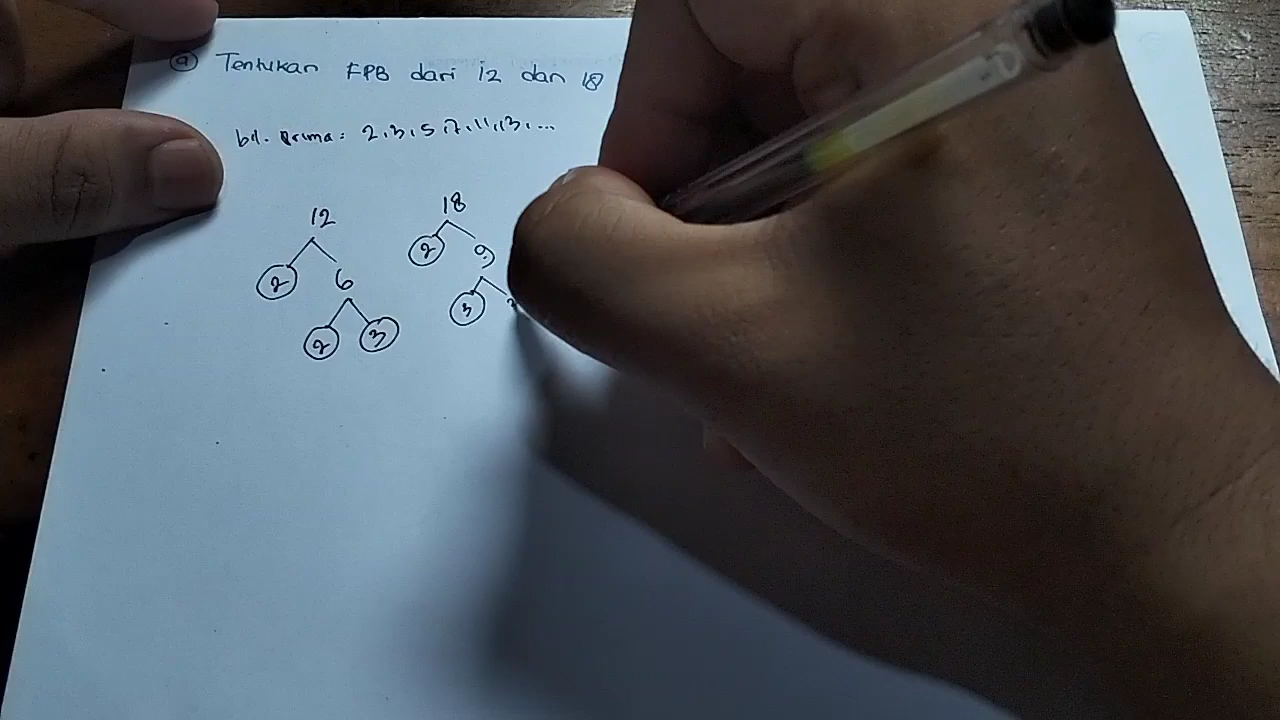 a Tentukan FPB dari 12 dan 18
bil. prima: 2, 3, 5, 7, 11, 13, ...
12 18
2 6 2 9
2 3 3